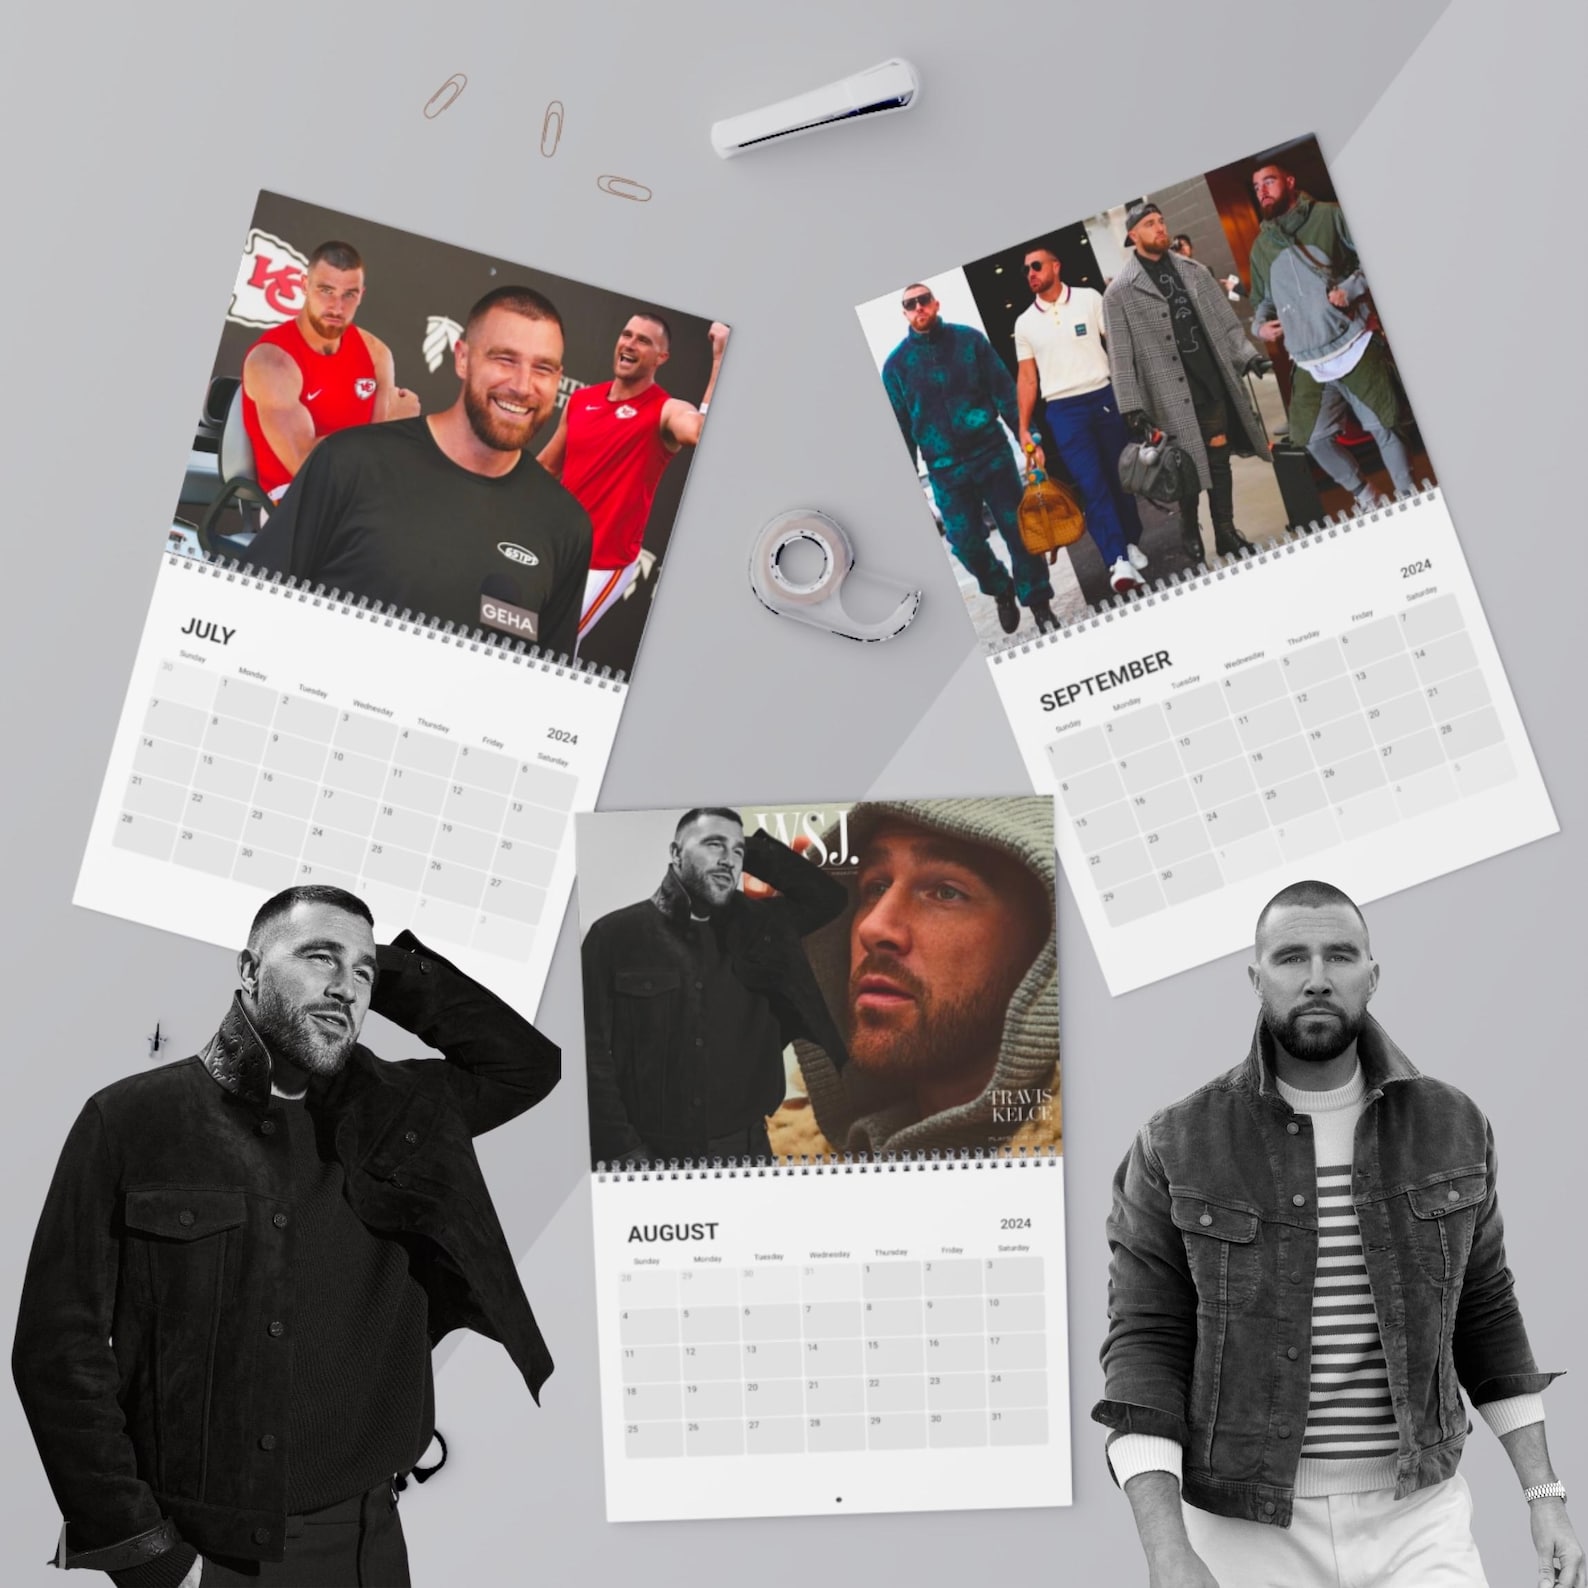 KC
KC
KC
GSTPT
GEHA
JULY
2024
Sunday Monday Tuesday Wednesday Thursday Friday Saturday
30 1 2 3 4 5 6
7 8 9 10 11 12 13
14 15 16 17 18 19 20
21 22 23 24 25 26 27
28 29 30 31 1 2 3
SEPTEMBER
2024
Sunday Monday Tuesday Wednesday Thursday Friday Saturday
1 2 3 4 5 6 7
8 9 10 11 12 13 14
15 16 17 18 19 20 21
22 23 24 25 26 27 28
29 30 1 2 3 4 5
WSJ.
TRAVIS
KELCE
AUGUST
2024
Sunday Monday Tuesday Wednesday Thursday Friday Saturday
28 29 30 31 1 2 3
4 5 6 7 8 9 10
11 12 13 14 15 16 17
18 19 20 21 22 23 24
25 26 27 28 29 30 31